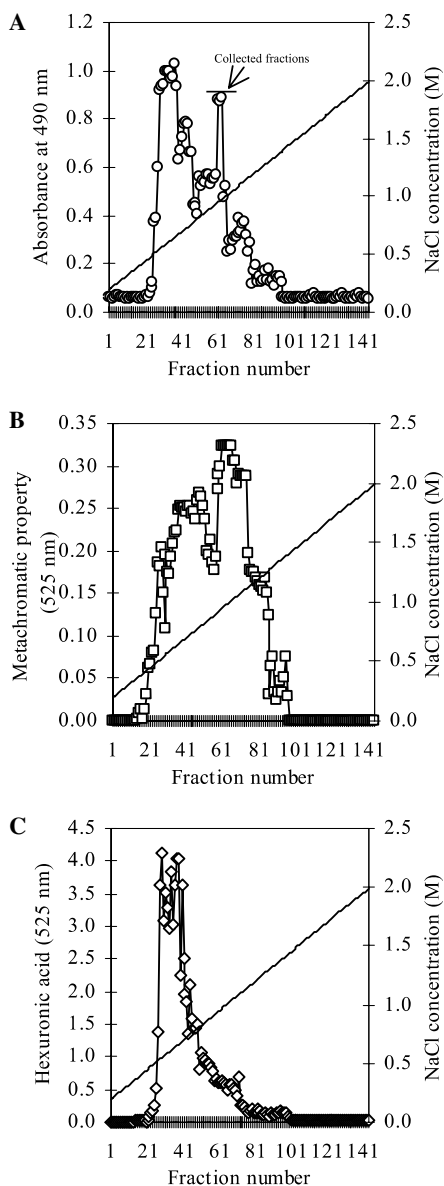 A
Absorbance at 490 nm
1.2
1.0
0.8
0.6
0.4
0.2
0.0
Collected fractions
2.5
2.0
1.5
1.0
0.5
0.0
NaCl concentration (M)
1 21 41 61 81 101 121 141
Fraction number
B
Metachromatic property
(525 nm)
0.35
0.30
0.25
0.20
0.15
0.10
0.05
0.00
2.5
2.0
1.5
1.0
0.5
0.0
NaCl concentration (M)
1 21 41 61 81 101 121 141
Fraction number
C
Hexuronic acid (525 nm)
4.5
4.0
3.5
3.0
2.5
2.0
1.5
1.0
0.5
0.0
2.5
2.0
1.5
1.0
0.5
0.0
NaCl concentration (M)
1 21 41 61 81 101 121 141
Fraction number